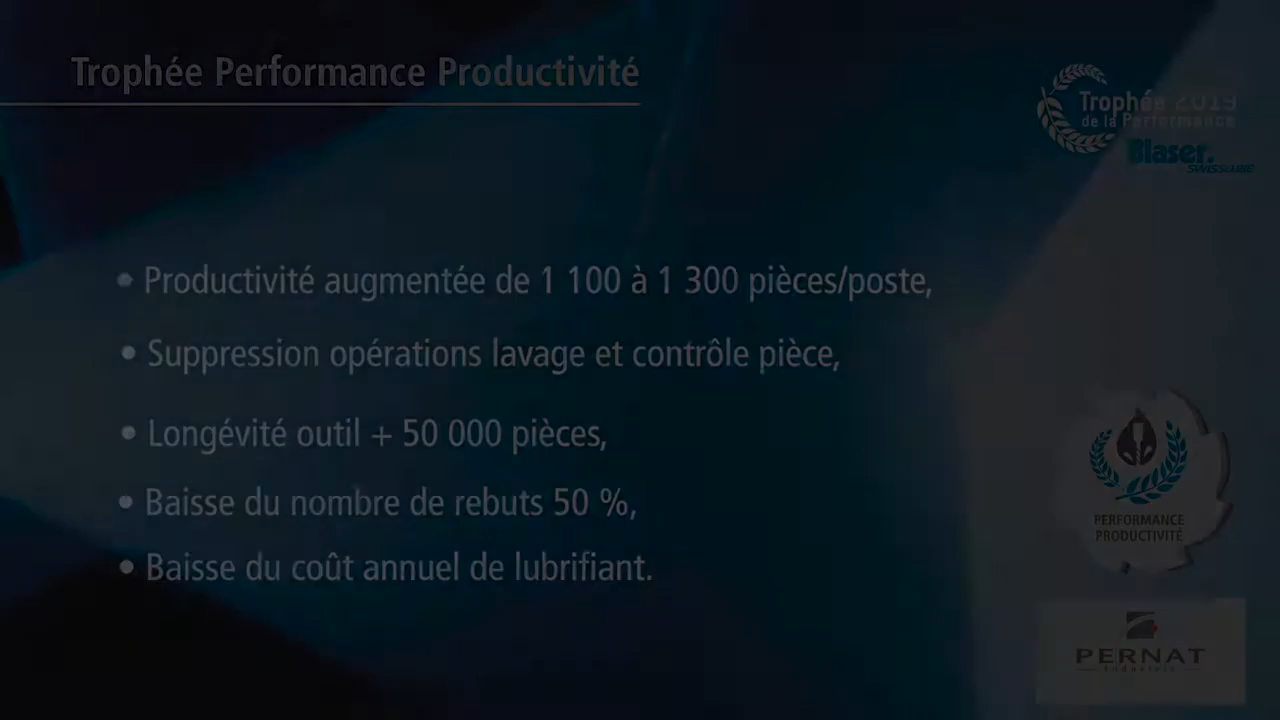 Trophée Performance Productivité
Trophée 2019
de la Performance
Blaser.
SWISSLUBE
• Productivité augmentée de 1 100 à 1 300 pièces/poste,
• Suppression opérations lavage et contrôle pièce,
• Longévité outil + 50 000 pièces,
• Baisse du nombre de rebuts 50 %,
• Baisse du coût annuel de lubrifiant.
PERFORMANCE
PRODUCTIVITÉ
PERNAT